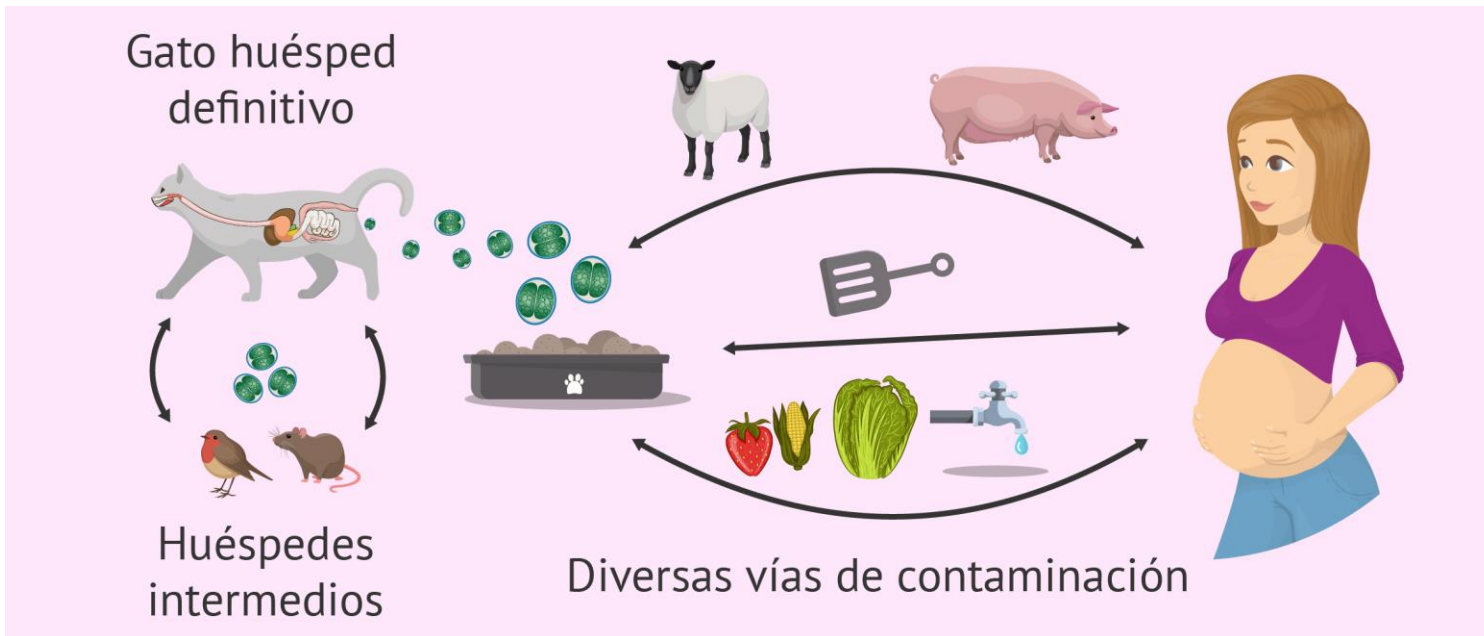 Gato huésped
definitivo
Huéspedes
intermedios
Diversas vías de contaminación